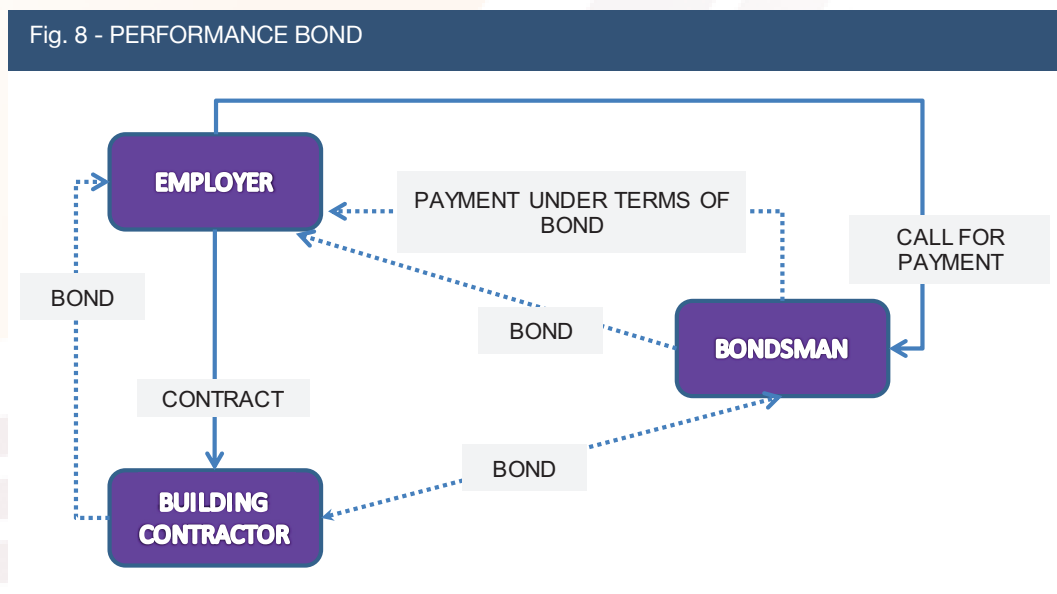 Fig. 8 - PERFORMANCE BOND
EMPLOYER
PAYMENT UNDER TERMS OF
BOND
CALL FOR
PAYMENT
BOND
BOND
BONDSMAN
CONTRACT
BOND
BUILDING
CONTRACTOR